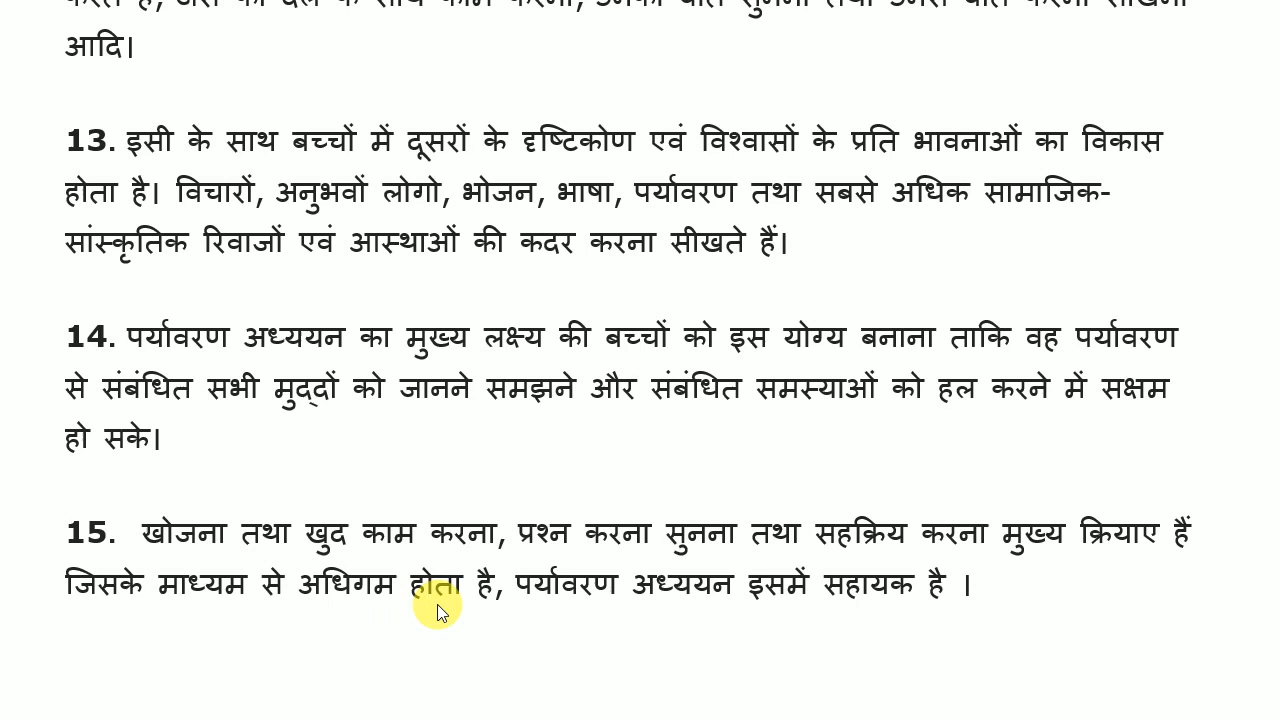 आदि।
13. इसी के साथ बच्चों में दूसरों के दृष्टिकोण एवं विश्वासों के प्रति भावनाओं का विकास
होता है। विचारों, अनुभवों लोगो, भोजन, भाषा, पर्यावरण तथा सबसे अधिक सामाजिक-
सांस्कृतिक रिवाजों एवं आस्थाओं की कदर करना सीखते हैं।
14. पर्यावरण अध्ययन का मुख्य लक्ष्य की बच्चों को इस योग्य बनाना ताकि वह पर्यावरण
से संबंधित सभी मुद्दों को जानने समझने और संबंधित समस्याओं को हल करने में सक्षम
हो सके।
15. खोजना तथा खुद काम करना, प्रश्न करना सुनना तथा सहक्रिय करना मुख्य क्रियाए हैं
जिसके माध्यम से अधिगम होता है, पर्यावरण अध्ययन इसमें सहायक है ।